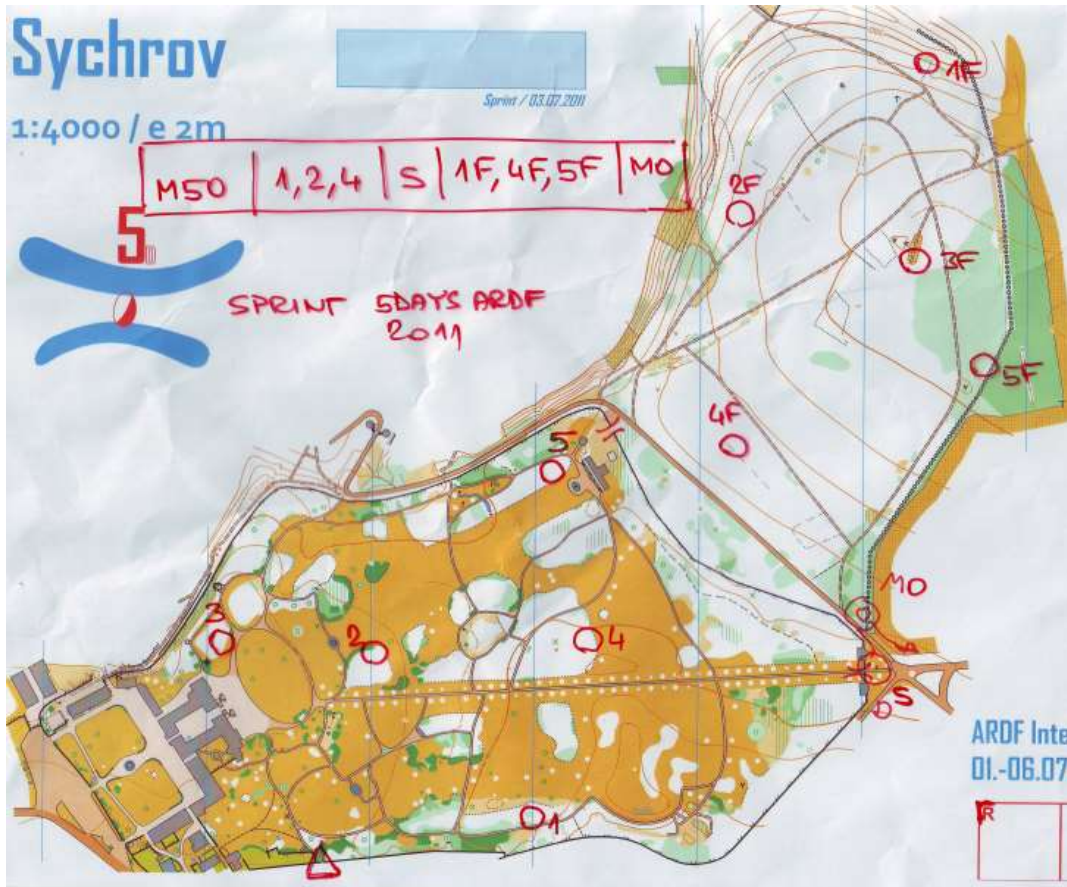 Sychrov
Sprint / 03.07.2011
1:4000 / e 2m
M50 | 1,2,4 | S | 1F, 4F, 5F | MO
5
SPRINT 5DAYS ARDF
2011
1F
2F
3F
5F
4F
5
MO
3
2
4
S
1
ARDF Inte
01.-06.07
R